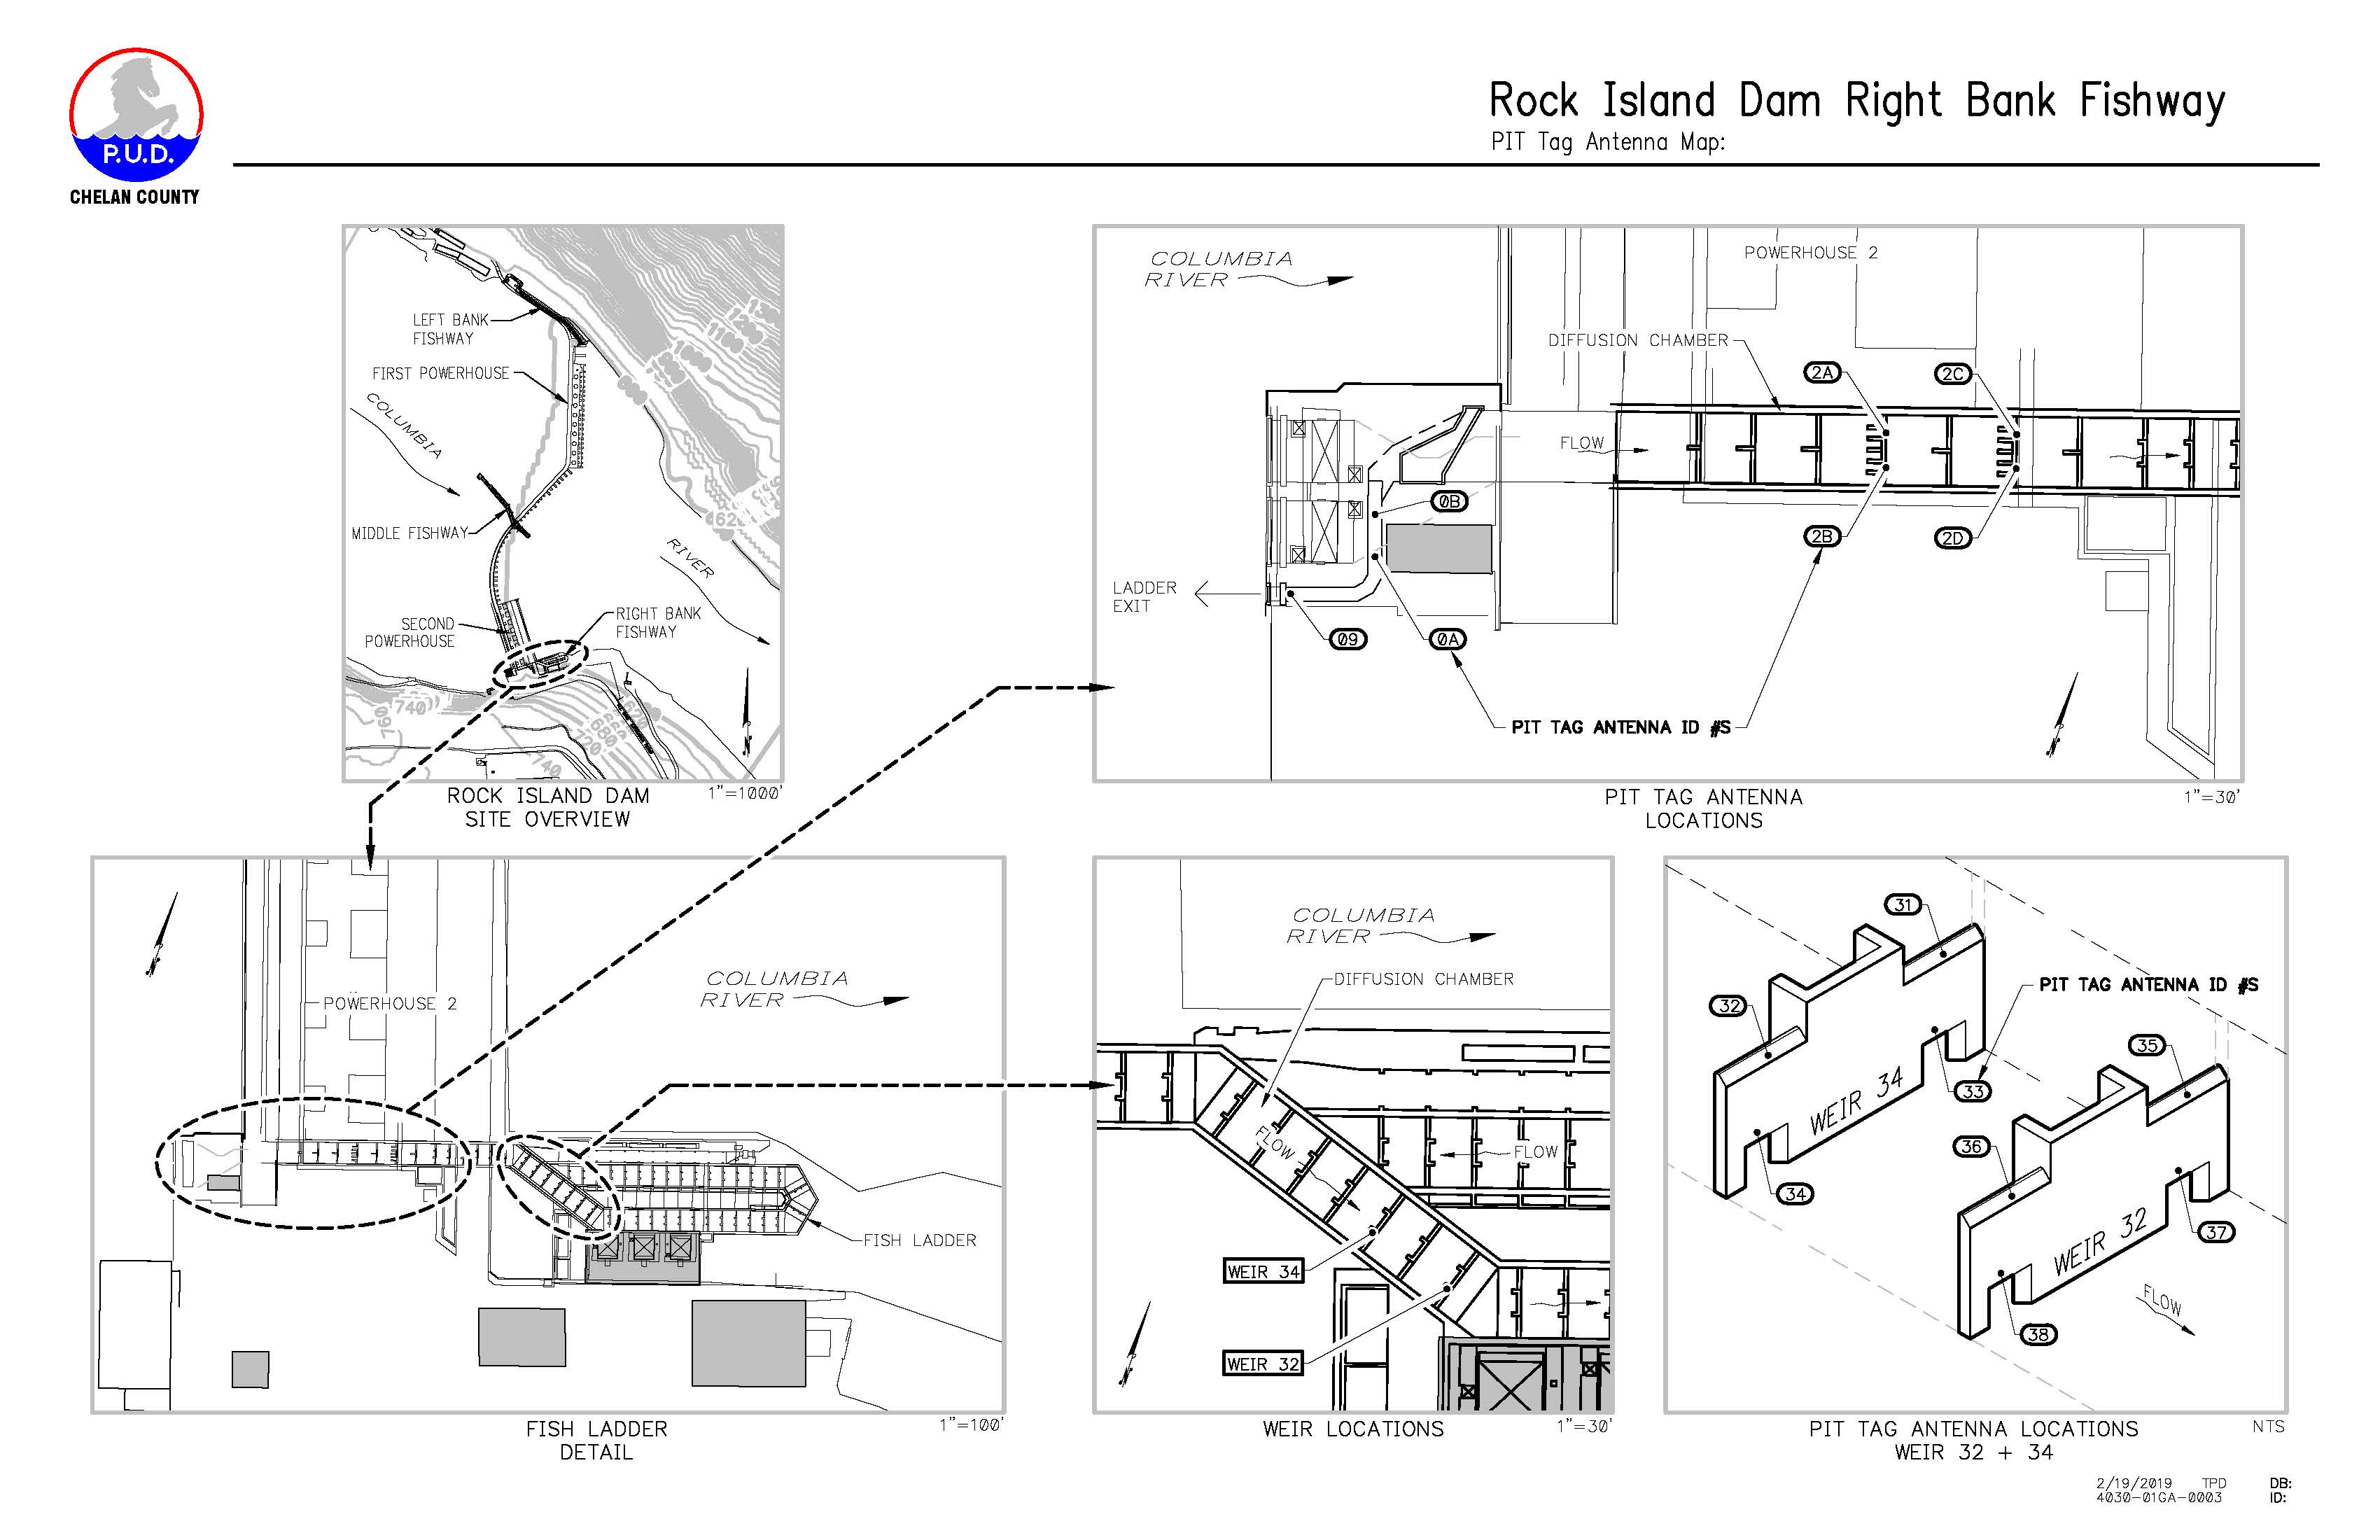 Rock Island Dam Right Bank Fishway
PIT Tag Antenna Map:
P.U.D.
CHELAN COUNTY
LEFT BANK
FISHWAY
FIRST POWERHOUSE
COLUMBIA
MIDDLE FISHWAY
RIVER
SECOND
POWERHOUSE
RIGHT BANK
FISHWAY
740
760
680
720
740
N
ROCK ISLAND DAM
SITE OVERVIEW
1"=1000'
COLUMBIA
RIVER
POWERHOUSE 2
DIFFUSION CHAMBER
2A
2C
FLOW
0B
2B
2D
LADDER
EXIT
09
0A
PIT TAG ANTENNA ID #S
N
PIT TAG ANTENNA
LOCATIONS
1"=30'
N
POWERHOUSE 2
COLUMBIA
RIVER
FISH LADDER
FISH LADDER
DETAIL
1"=100'
COLUMBIA
RIVER
DIFFUSION CHAMBER
FLOW
FLOW
WEIR 34
WEIR 32
N
WEIR LOCATIONS
1"=30'
31
PIT TAG ANTENNA ID #S
32
35
33
WEIR 34
36
34
37
WEIR 32
38
FLOW
PIT TAG ANTENNA LOCATIONS
WEIR 32 + 34
NTS
2/19/2019 TPD DB:
4030-01GA-0003 ID: